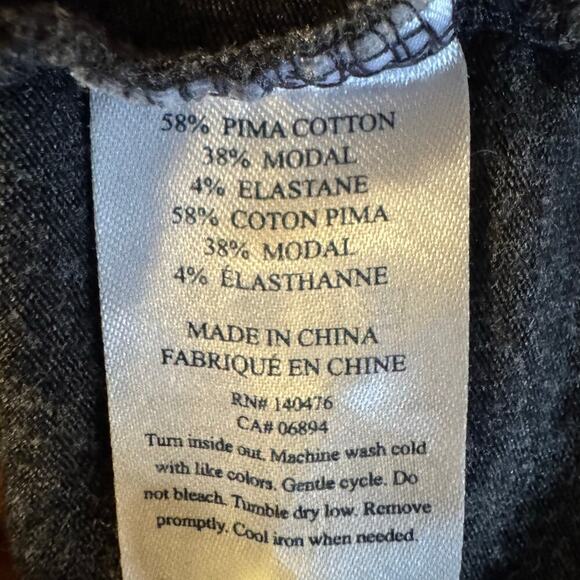 58% PIMA COTTON
38% MODAL
4% ELASTANE
58% COTON PIMA
38% MODAL
4% ÉLASTHANNE
MADE IN CHINA
FABRIQUÉ EN CHINE
RN# 140476
CA# 06894
Turn inside out. Machine wash cold
with like colors. Gentle cycle. Do
not bleach. Tumble dry low. Remove
promptly. Cool iron when needed.